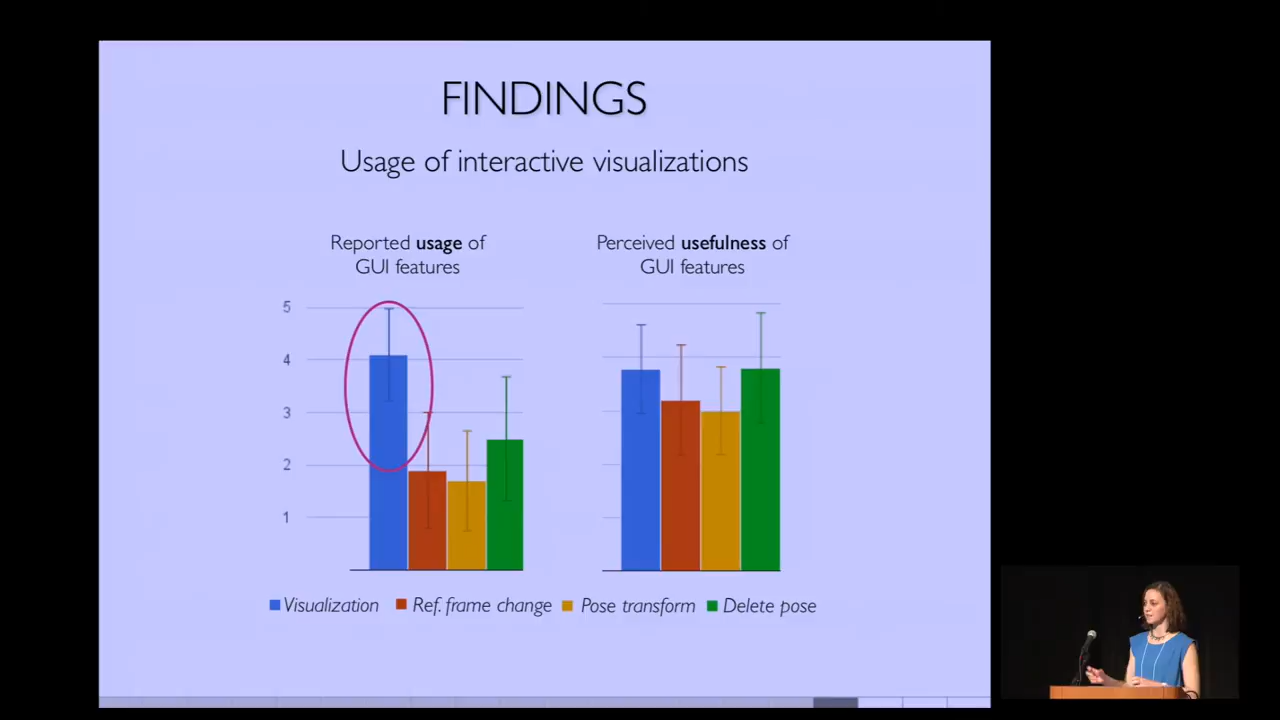 FINDINGS
Usage of interactive visualizations
Reported usage of
GUI features
Perceived usefulness of
GUI features
5
4
3
2
1
Visualization
Ref. frame change
Pose transform
Delete pose